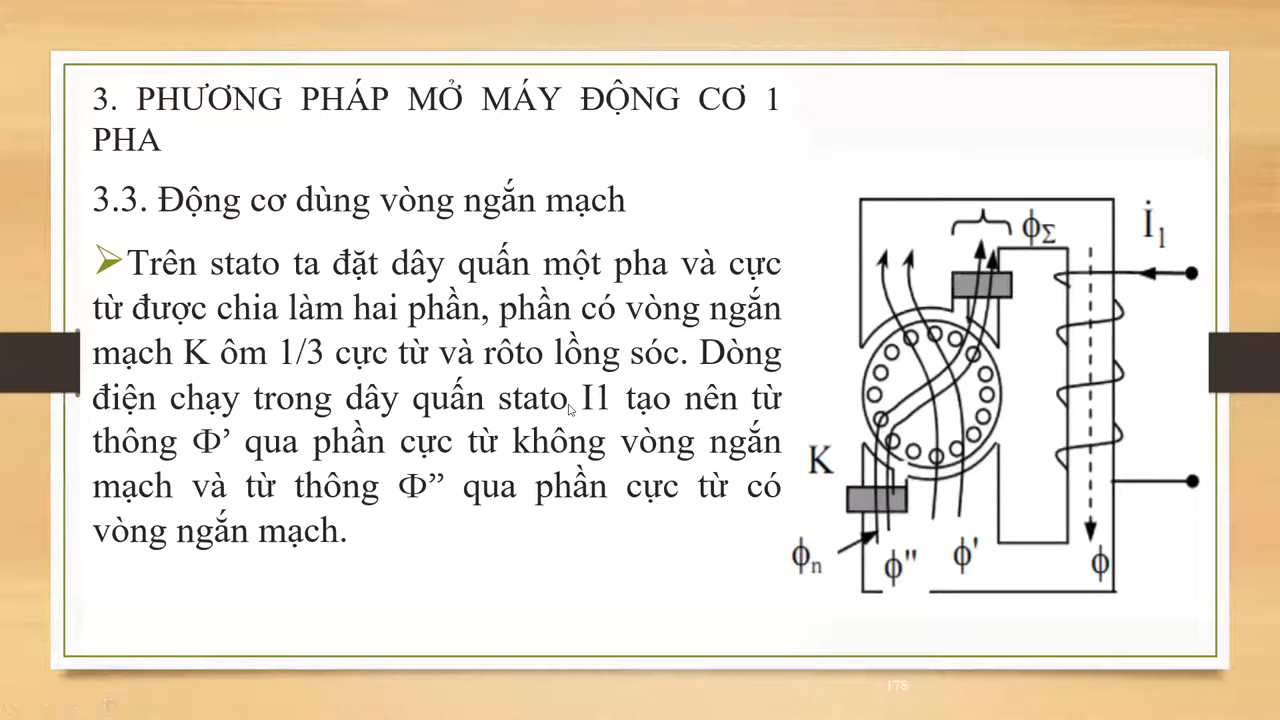 3. PHƯƠNG PHÁP MỞ MÁY ĐỘNG CƠ 1
PHA
3.3. Động cơ dùng vòng ngắn mạch
Trên stato ta đặt dây quấn một pha và cực
từ được chia làm hai phần, phần có vòng ngắn
mạch K ôm 1/3 cực từ và rôto lồng sóc. Dòng
điện chạy trong dây quấn stato I1 tạo nên từ
thông Φ’ qua phần cực từ không vòng ngắn
mạch và từ thông Φ” qua phần cực từ có
vòng ngắn mạch.
ϕΣ
İ1
K
ϕn
ϕ"
ϕ'
ϕ
178